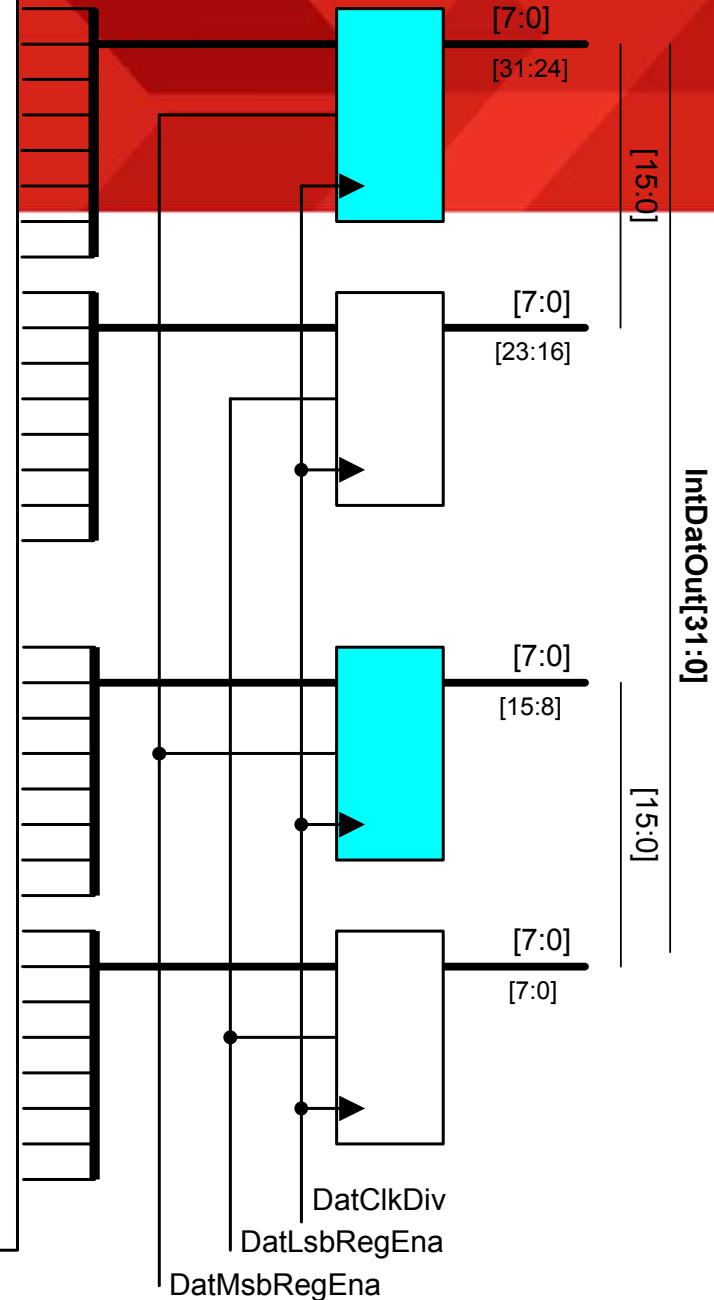 [7:0]
[31:24]
[15:0]
[7:0]
[23:16]
IntDatOut[31:0]
[7:0]
[15:8]
[15:0]
[7:0]
[7:0]
DatClkDiv
DatLsbRegEna
DatMsbRegEna